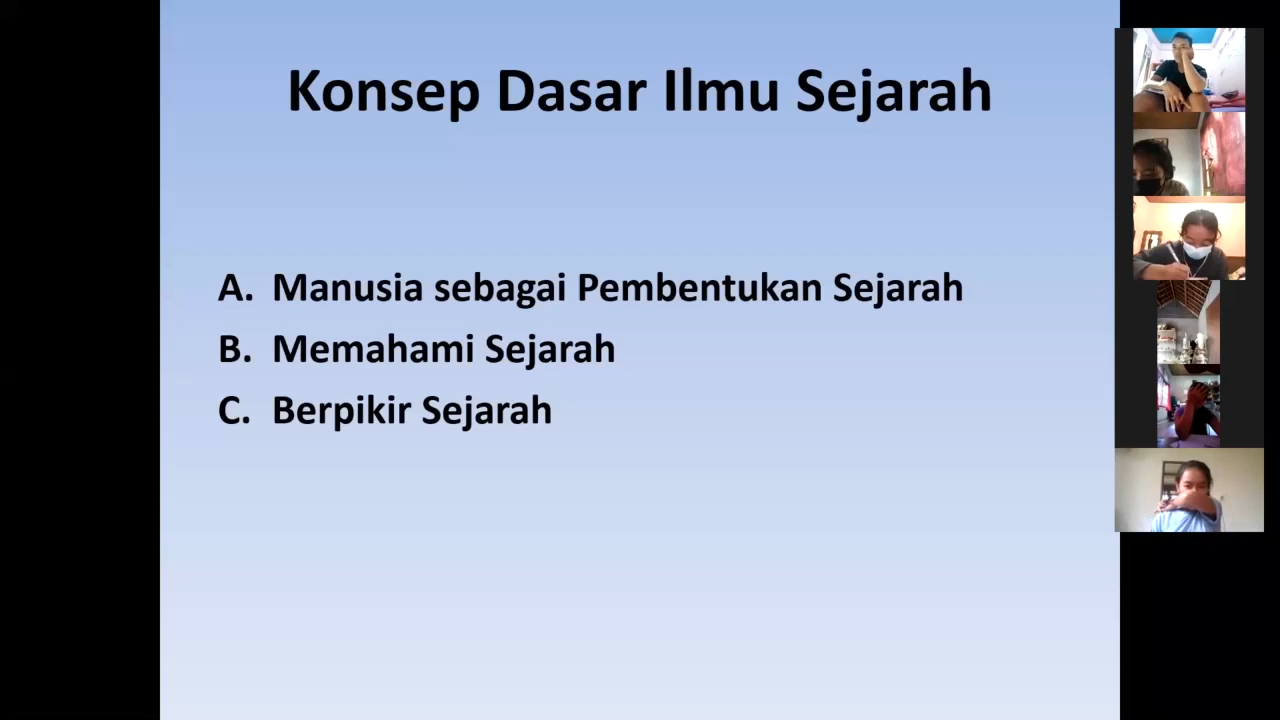 Konsep Dasar Ilmu Sejarah
A. Manusia sebagai Pembentukan Sejarah
B. Memahami Sejarah
C. Berpikir Sejarah